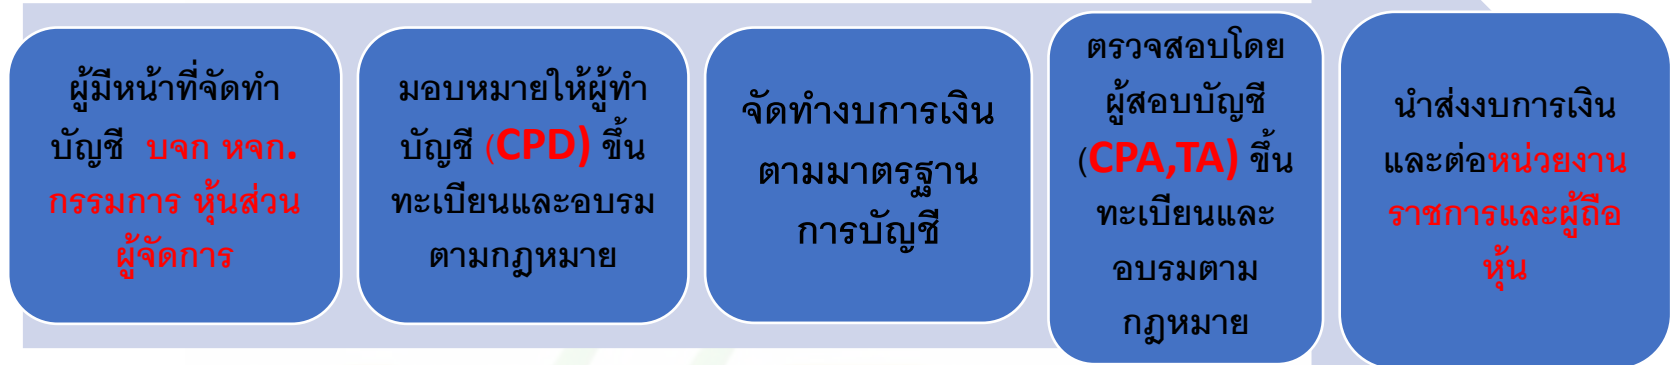 ผู้มีหน้าที่จัดทำ
บัญชี บจก หจก.
กรรมการ หุ้นส่วน
ผู้จัดการ
มอบหมายให้ผู้ทำ
บัญชี (CPD) ขึ้น
ทะเบียนและอบรม
ตามกฎหมาย
จัดทำงบการเงิน
ตามมาตรฐาน
การบัญชี
ตรวจสอบโดย
ผู้สอบบัญชี
(CPA,TA) ขึ้น
ทะเบียนและ
อบรมตาม
กฎหมาย
นำส่งงบการเงิน
และต่อหน่วยงาน
ราชการและผู้ถือ
หุ้น